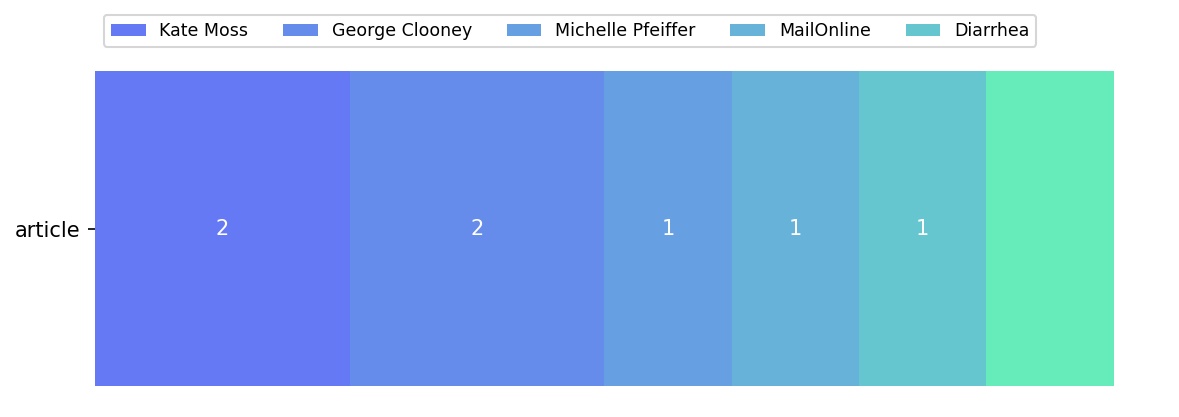 Kate Moss George Clooney Michelle Pfeiffer MailOnline Diarrhea
article 2 2 1 1 1